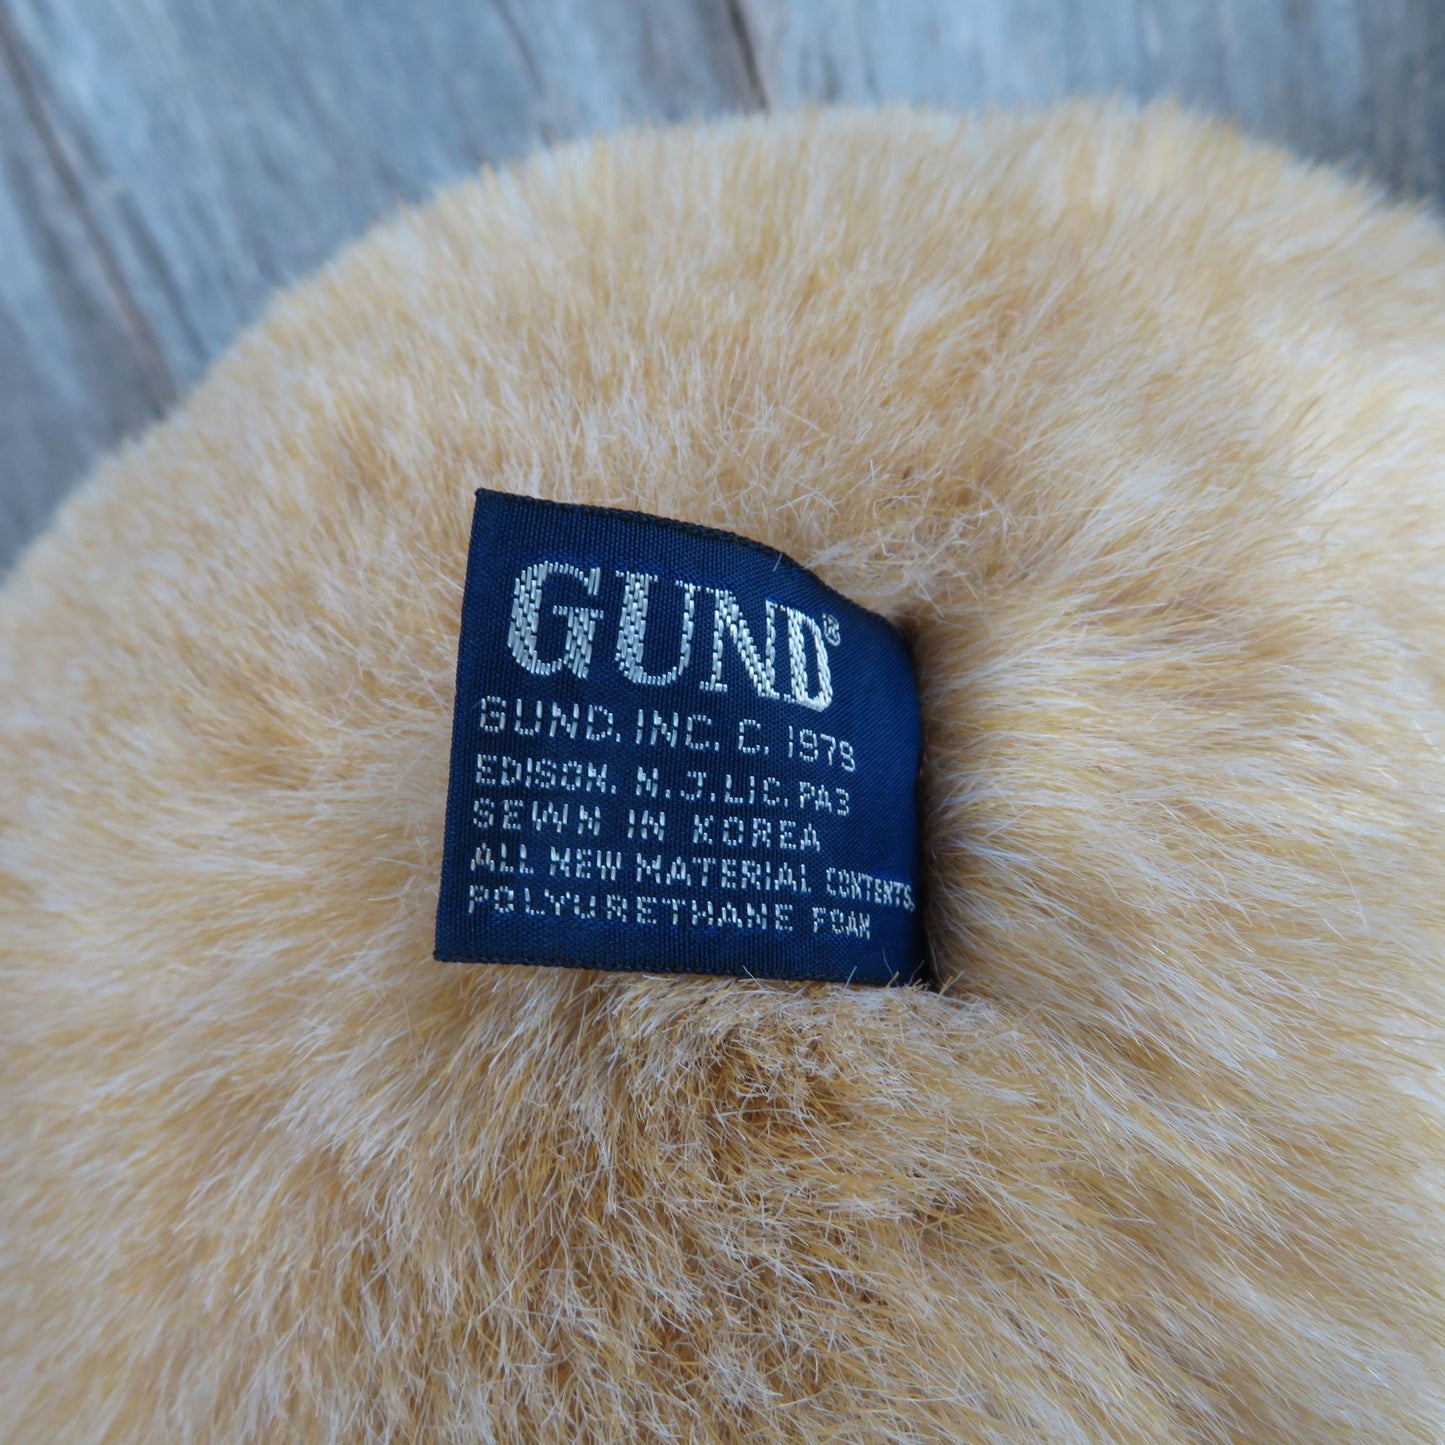 GUND®
GUND. INC. C. 1979
EDISON. N.J. LIC. PA3
SEWN IN KOREA
ALL NEW MATERIAL CONTENTS
POLYURETHANE FOAM